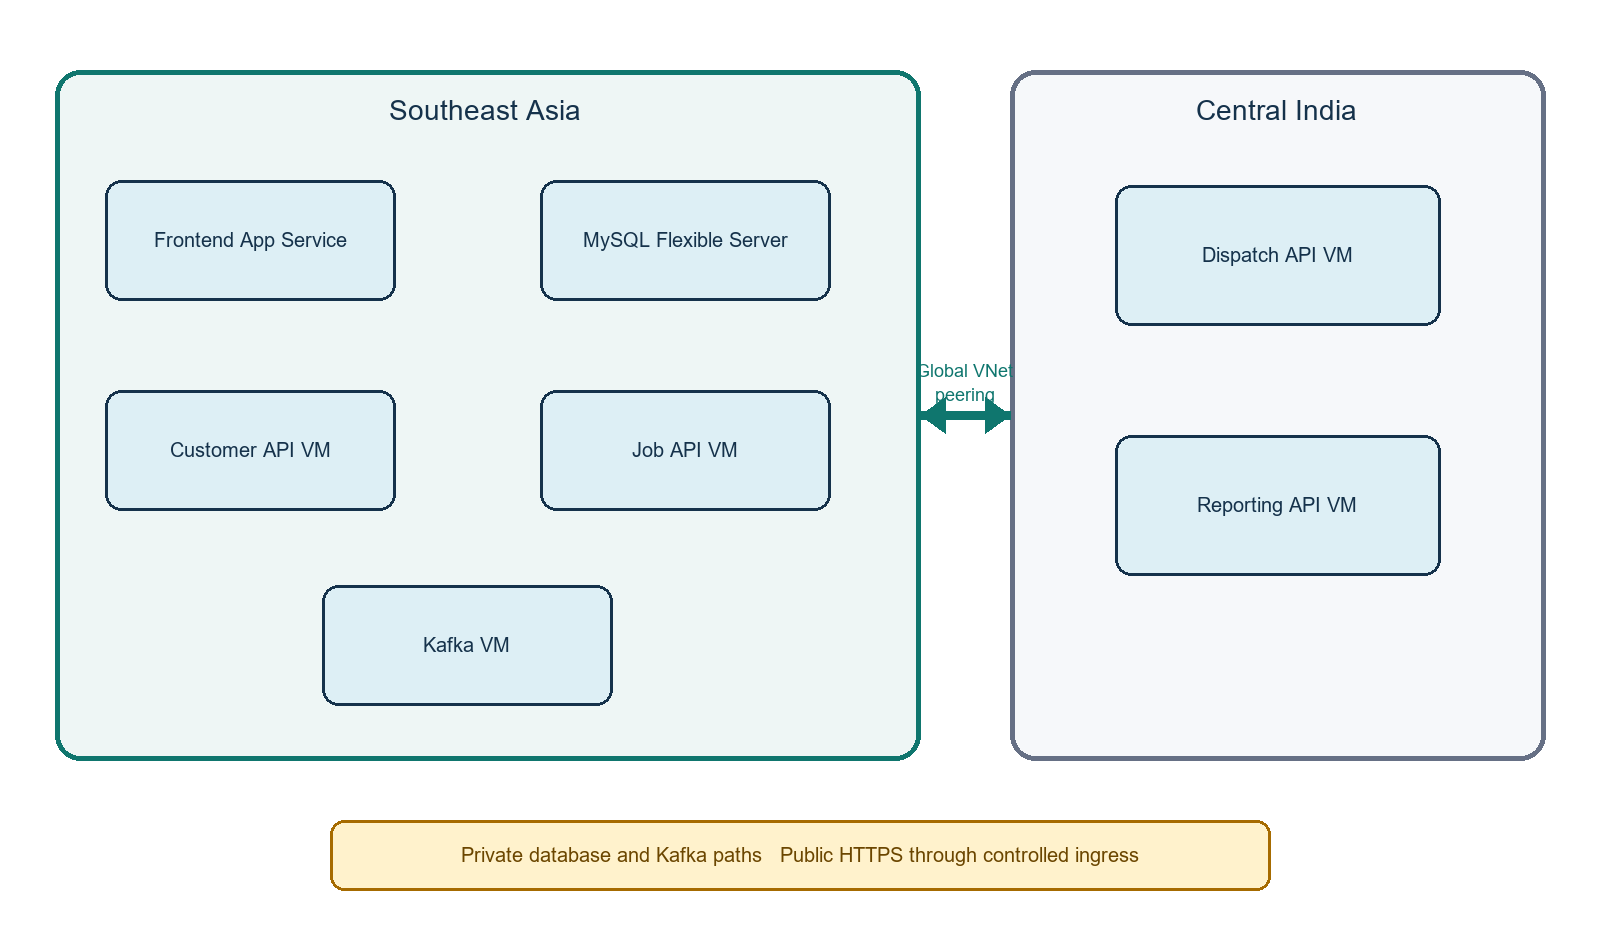 Southeast Asia
Frontend App Service
MySQL Flexible Server
Customer API VM
Job API VM
Kafka VM
Global VNet
peering
Central India
Dispatch API VM
Reporting API VM
Private database and Kafka paths   Public HTTPS through controlled ingress